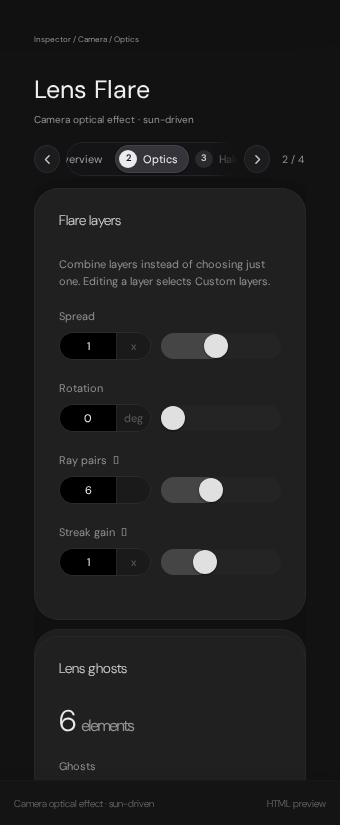 Inspector / Camera / Optics
Lens Flare
Camera optical effect · sun-driven
verview 2 Optics 3 2 / 4
Flare layers
Combine layers instead of choosing just
one. Editing a layer selects Custom layers.
Spread
1 x
Rotation
0 deg
Ray pairs
6
Streak gain
1 x
Lens ghosts
6 elements
Ghosts
Camera optical effect · sun-driven HTML preview